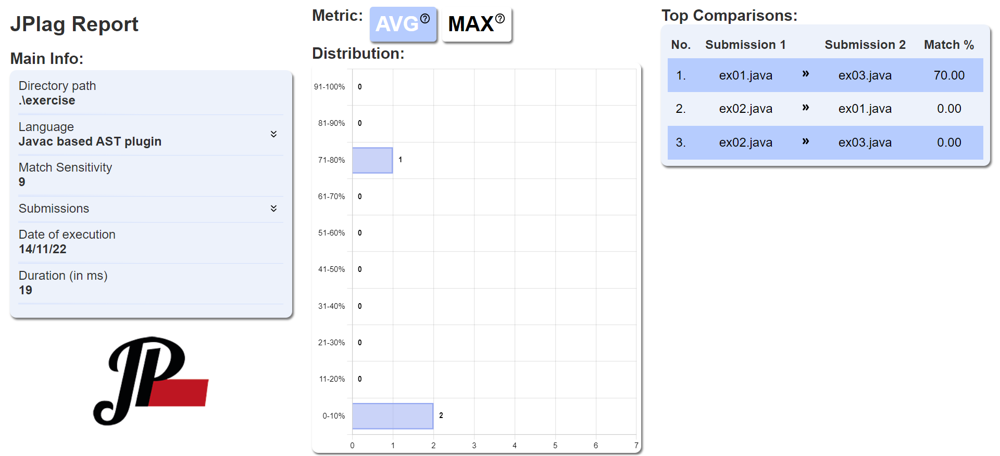 JPlag Report
Main Info:
Directory path
.\exercise
Language
Javac based AST plugin
Match Sensitivity
9
Submissions
Date of execution
14/11/22
Duration (in ms)
19
JP
Metric: AVG ? MAX ?
Distribution:
91-100% 0
81-90% 0
71-80% 1
61-70% 0
51-60% 0
41-50% 0
31-40% 0
21-30% 0
11-20% 0
0-10% 2
0 1 2 3 4 5 6 7
Top Comparisons:
No. Submission 1 Submission 2 Match %
1. ex01.java » ex03.java 70.00
2. ex02.java » ex01.java 0.00
3. ex02.java » ex03.java 0.00